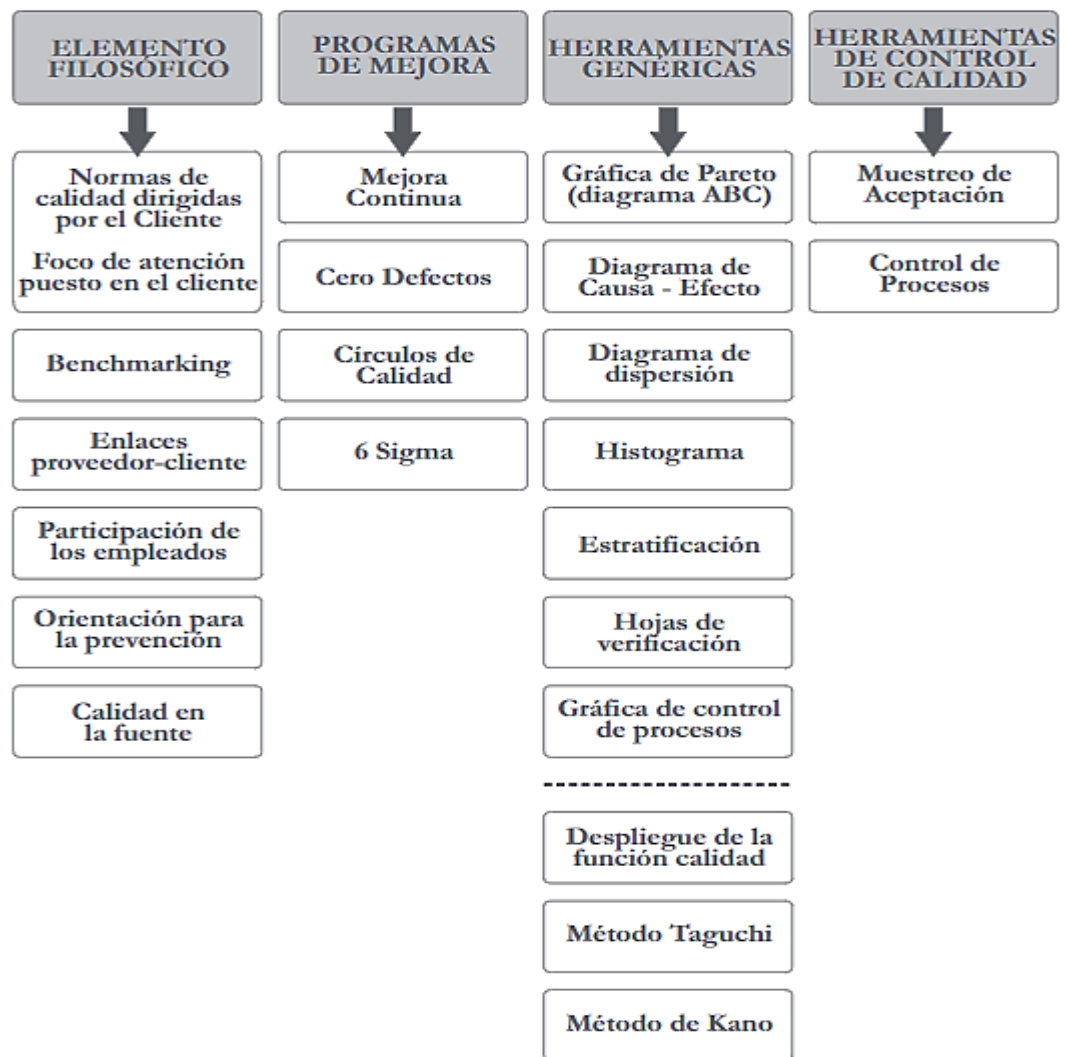 ELEMENTO
FILOSÓFICO
PROGRAMAS
DE MEJORA
HERRAMIENTAS
GENÉRICAS
HERRAMIENTAS
DE CONTROL
DE CALIDAD
Normas de
calidad dirigidas
por el Cliente
Foco de atención
puesto en el cliente
Benchmarking
Enlaces
proveedor-cliente
Participación de
los empleados
Orientación para
la prevención
Calidad en
la fuente
Mejora
Continua
Cero Defectos
Círculos de
Calidad
6 Sigma
Gráfica de Pareto
(diagrama ABC)
Diagrama de
Causa - Efecto
Diagrama de
dispersión
Histograma
Estratificación
Hojas de
verificación
Gráfica de control
de procesos
Despliegue de la
función calidad
Método Taguchi
Método de Kano
Muestreo de
Aceptación
Control de
Procesos